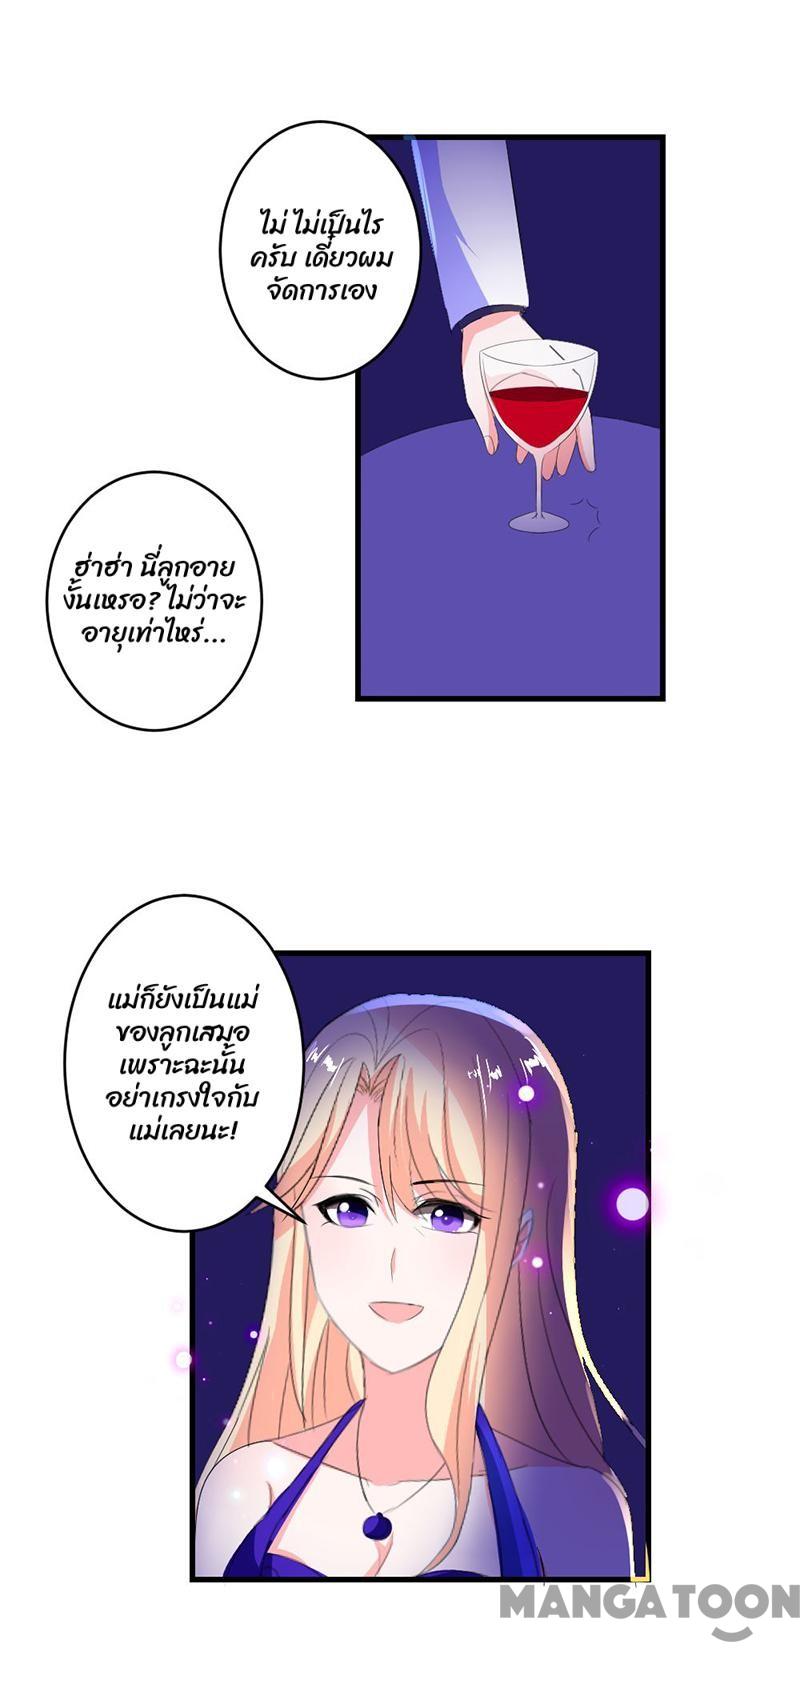 ไม่ ไม่เป็นไร
ครับ เดี๋ยวผม
จัดการเอง
ฮ่าฮ่า นี่ลูกอาย
งั้นเหรอ? ไม่ว่าจะ
อายุเท่าไหร่...
แม่ก็ยังเป็นแม่
ของลูกเสมอ
เพราะฉะนั้น
อย่าเกรงใจกับ
แม่เลยนะ!
MANGATOON